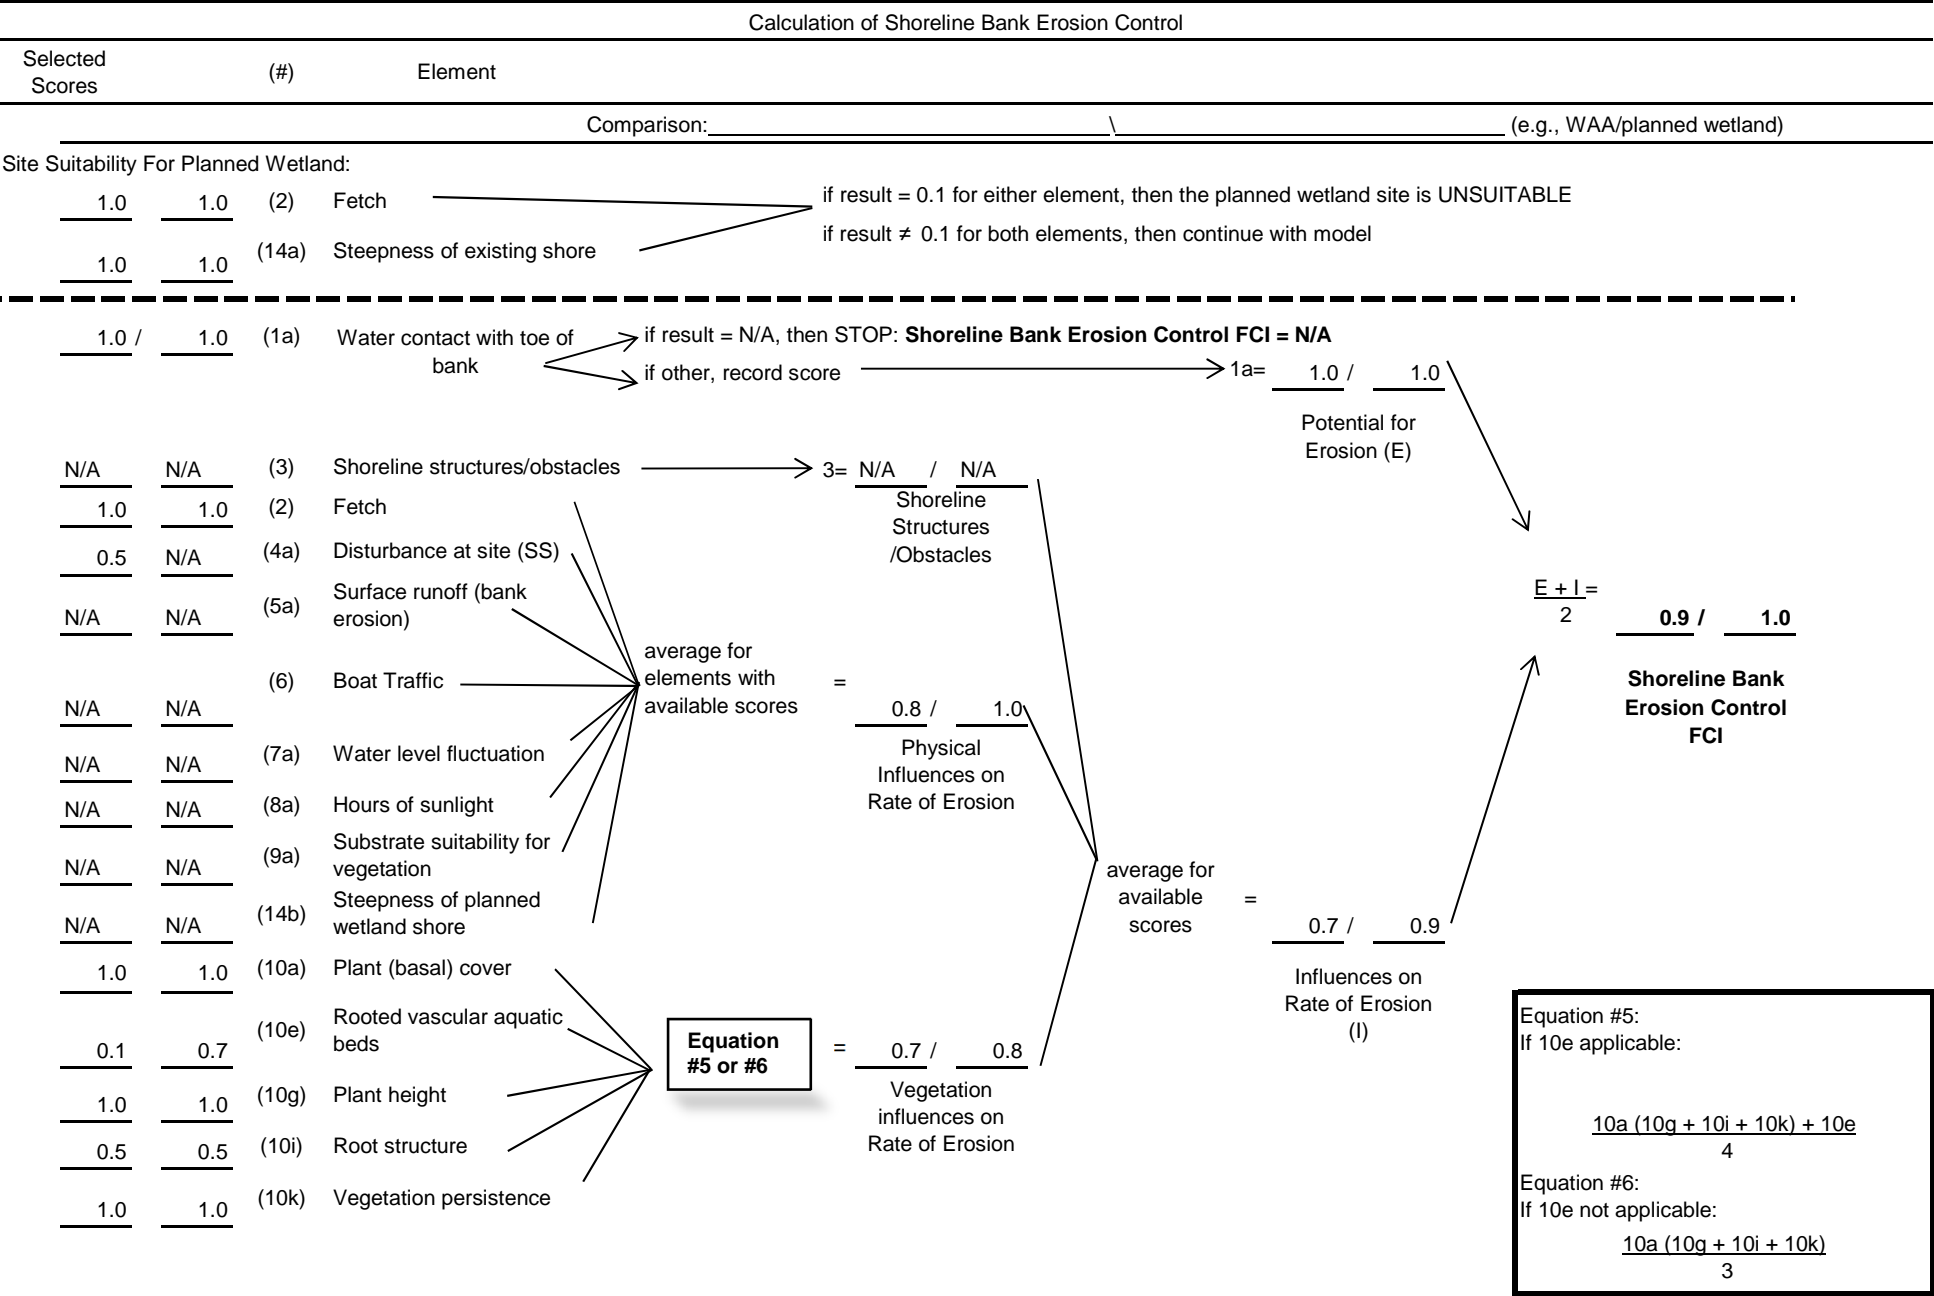 Calculation of Shoreline Bank Erosion Control
Selected
Scores
(#)
Element
Comparison: \ (e.g., WAA/planned wetland)
Site Suitability For Planned Wetland:
1.0 1.0 (2) Fetch
if result = 0.1 for either element, then the planned wetland site is UNSUITABLE
if result ≠ 0.1 for both elements, then continue with model
1.0 1.0 (14a) Steepness of existing shore
1.0 / 1.0 (1a) Water contact with toe of
bank
if result = N/A, then STOP: Shoreline Bank Erosion Control FCI = N/A
if other, record score
1a= 1.0 / 1.0
Potential for
Erosion (E)
N/A N/A (3) Shoreline structures/obstacles
3= N/A / N/A
Shoreline
Structures
/Obstacles
1.0 1.0 (2) Fetch
0.5 N/A (4a) Disturbance at site (SS)
N/A N/A (5a) Surface runoff (bank
erosion)
N/A N/A (6) Boat Traffic
N/A N/A (7a) Water level fluctuation
N/A N/A (8a) Hours of sunlight
N/A N/A (9a) Substrate suitability for
vegetation
N/A N/A (14b) Steepness of planned
wetland shore
average for
elements with
available scores
= 0.8 / 1.0
Physical
Influences on
Rate of Erosion
1.0 1.0 (10a) Plant (basal) cover
0.1 0.7 (10e) Rooted vascular aquatic
beds
1.0 1.0 (10g) Plant height
0.5 0.5 (10i) Root structure
1.0 1.0 (10k) Vegetation persistence
Equation
#5 or #6
= 0.7 / 0.8
Vegetation
influences on
Rate of Erosion
average for
available
scores
= 0.7 / 0.9
Influences on
Rate of Erosion
(I)
E + I =
2
0.9 / 1.0
Shoreline Bank
Erosion Control
FCI
Equation #5:
If 10e applicable:
10a (10g + 10i + 10k) + 10e
4
Equation #6:
If 10e not applicable:
10a (10g + 10i + 10k)
3